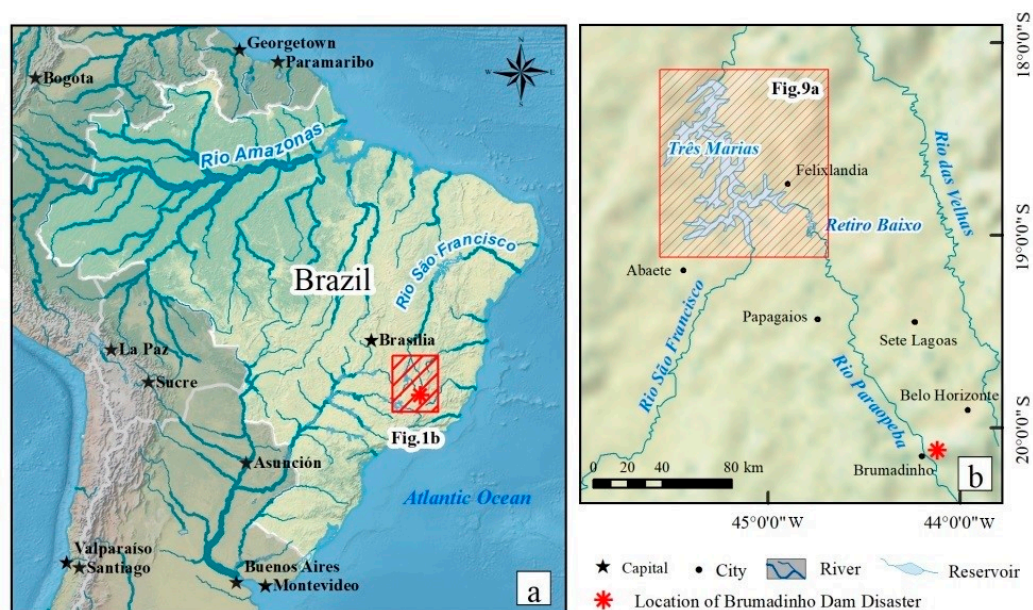 Georgetown
Paramaribo
Bogota
N
W
E
S
Rio Amazonas
Rio São Francisco
Brazil
Brasília
La Paz
Sucre
Fig.1b
Asunción
Atlantic Ocean
Valparaíso
Santiago
Buenos Aires
Montevideo
a
Fig.9a
18°0'0"S
Três Marias
Felixlandia
Rio das Velhas
Retiro Baixo
19°0'0"S
Abaete
Papagaios
Sete Lagoas
Rio São Francisco
Rio Paraopeba
Belo Horizonte
20°0'0"S
Brumadinho
0 20 40 80 km
b
45°0'0"W
44°0'0"W
Capital
City
River
Reservoir
Location of Brumadinho Dam Disaster